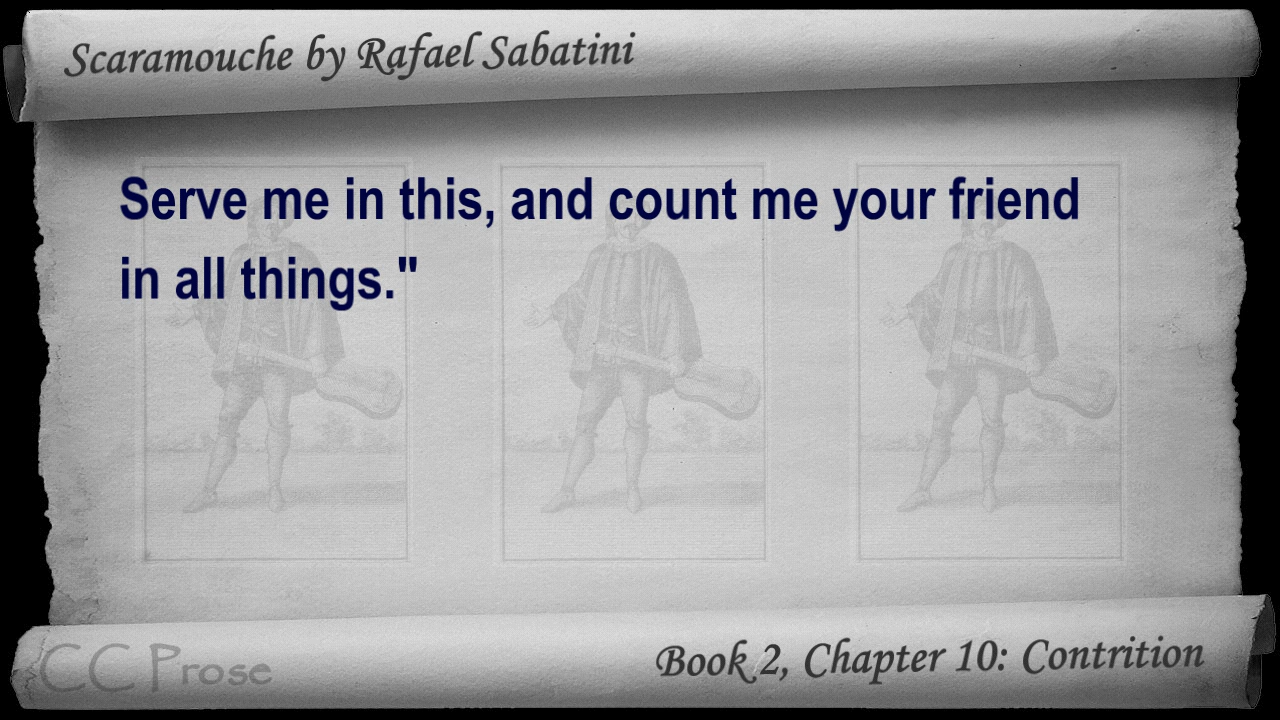 Scaramouche by Rafael Sabatini
Serve me in this, and count me your friend
in all things."
CC Prose
Book 2, Chapter 10: Contrition